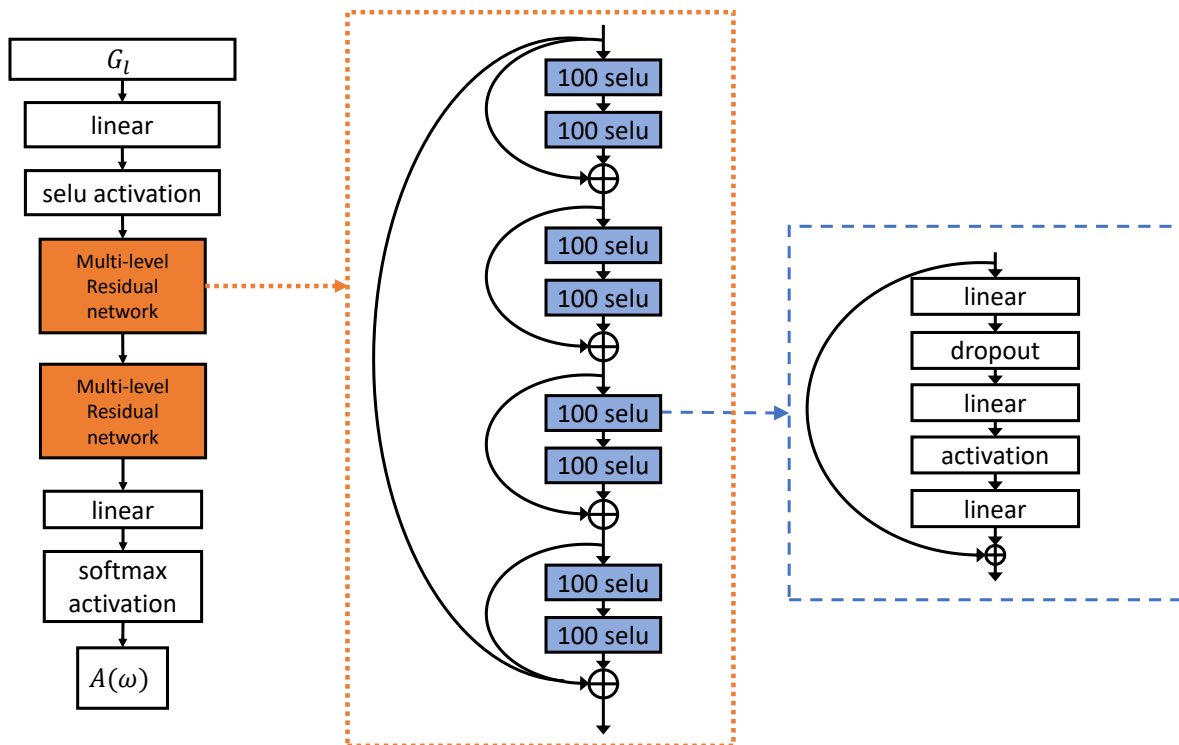 G_l
linear
selu activation
Multi-level
Residual
network
Multi-level
Residual
network
linear
softmax
activation
A(ω)
100 selu
100 selu
100 selu
100 selu
100 selu
100 selu
100 selu
100 selu
linear
dropout
linear
activation
linear